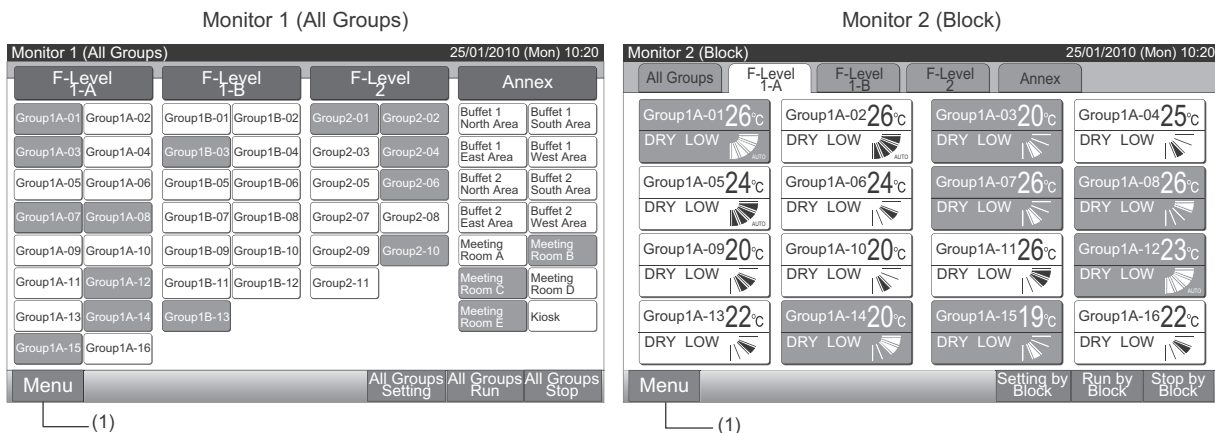 Monitor 1 (All Groups)
Monitor 1 (All Groups) 25/01/2010 (Mon) 10:20
F-Level 1-A
F-Level 1-B
F-Level 2
Annex
Group1A-01 Group1A-02 Group1B-01 Group1B-02 Group2-01 Group2-02 Buffet 1 North Area Buffet 1 South Area
Group1A-03 Group1A-04 Group1B-03 Group1B-04 Group2-03 Group2-04 Buffet 1 East Area Buffet 1 West Area
Group1A-05 Group1A-06 Group1B-05 Group1B-06 Group2-05 Group2-06 Buffet 2 North Area Buffet 2 South Area
Group1A-07 Group1A-08 Group1B-07 Group1B-08 Group2-07 Group2-08 Buffet 2 East Area Buffet 2 West Area
Group1A-09 Group1A-10 Group1B-09 Group1B-10 Group2-09 Group2-10 Meeting Room A Meeting Room B
Group1A-11 Group1A-12 Group1B-11 Group1B-12 Group2-11 Meeting Room C Meeting Room D
Group1A-13 Group1A-14 Group1B-13 Meeting Room E Kiosk
Group1A-15 Group1A-16
Menu All Groups Setting All Groups Run All Groups Stop
(1)
Monitor 2 (Block)
Monitor 2 (Block) 25/01/2010 (Mon) 10:20
All Groups F-Level 1-A F-Level 1-B F-Level 2 Annex
Group1A-01 26°C Group1A-02 26°C Group1A-03 20°C Group1A-04 25°C
DRY LOW AUTO DRY LOW AUTO DRY LOW DRY LOW
Group1A-05 24°C Group1A-06 24°C Group1A-07 26°C Group1A-08 26°C
DRY LOW AUTO DRY LOW DRY LOW DRY LOW
Group1A-09 20°C Group1A-10 20°C Group1A-11 26°C Group1A-12 23°C
DRY LOW DRY LOW DRY LOW DRY LOW AUTO
Group1A-13 22°C Group1A-14 20°C Group1A-15 19°C Group1A-16 22°C
DRY LOW DRY LOW DRY LOW DRY LOW
Menu Setting by Block Run by Block Stop by Block
(1)